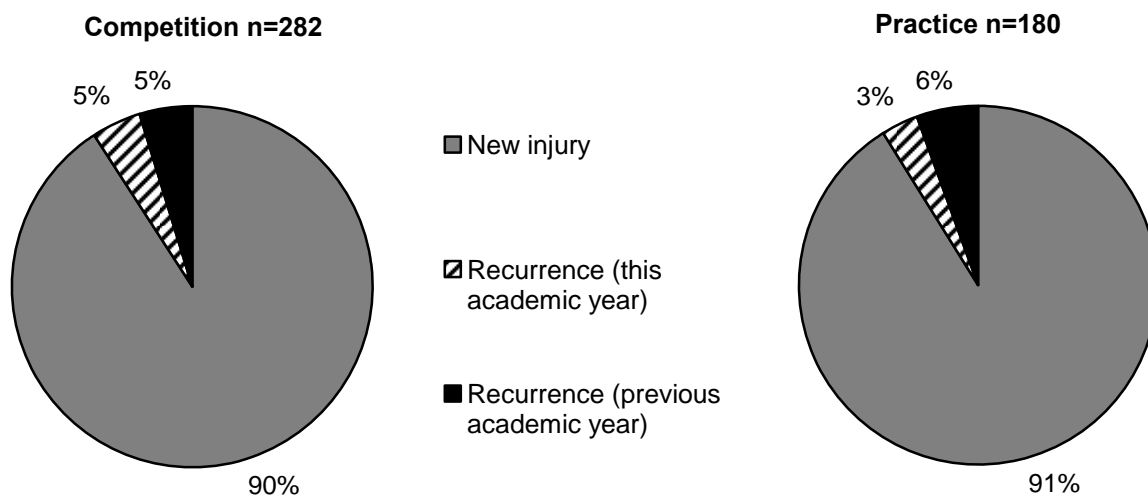 Competition n=282
5%
5%
90%
New injury
Recurrence (this
academic year)
Recurrence (previous
academic year)
Practice n=180
3%
6%
91%